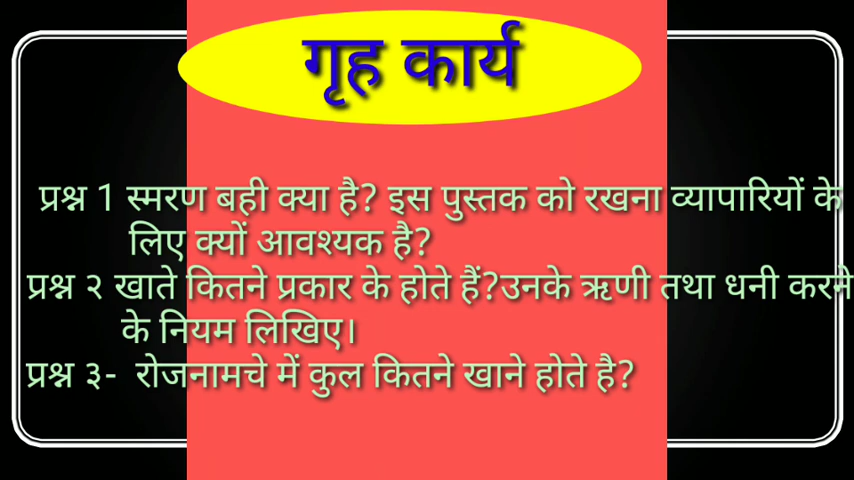 गृह कार्य
प्रश्न 1 स्मरण बही क्या है? इस पुस्तक को रखना व्यापारियों के
लिए क्यों आवश्यक है?
प्रश्न २ खाते कितने प्रकार के होते हैं?उनके ऋणी तथा धनी करने
के नियम लिखिए।
प्रश्न ३- रोजनामचे में कुल कितने खाने होते है?